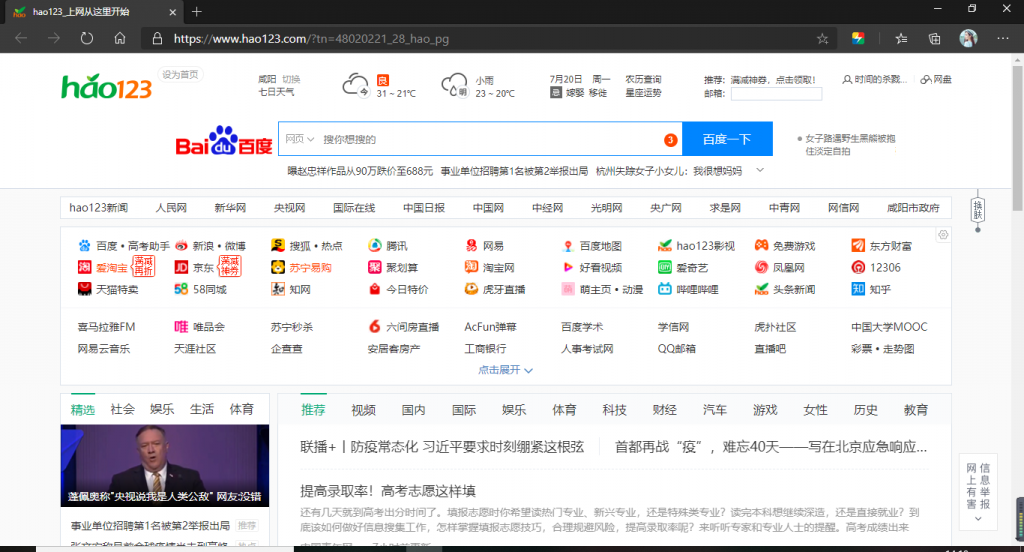 hao123_上网从这里开始
https://www.hao123.com/?tn=48020221_28_hao_pg
hao123
设为首页
咸阳 切换
七日天气
今
良
31 ~ 21℃
明
小雨
23 ~ 20℃
7月20日 周一
忌 嫁娶 移徙
农历查询
星座运势
推荐: 满减神券,点击领取!
邮箱:
时间的杀戮...
网盘
Bai du 百度
网页
搜你想搜的
3
百度一下
女子路遇野生黑熊被抱
住淡定自拍
曝赵忠祥作品从90万跌价至688元 事业单位招聘第1名被第2举报出局 杭州失踪女子小女儿:我很想妈妈
hao123新闻 人民网 新华网 央视网 国际在线 中国日报 中国网 中经网 光明网 央广网 求是网 中青网 网信网 咸阳市政府
换肤
百度 • 高考助手 新浪 • 微博 搜狐 • 热点 腾讯 网易 百度地图 hao123影视 免费游戏 东方财富
爱淘宝 满减再折 京东 满减神券 苏宁易购 聚划算 淘宝网 好看视频 爱奇艺 凤凰网 12306
天猫特卖 58同城 知网 今日特价 虎牙直播 萌主页 • 动漫 哔哩哔哩 头条新闻 知乎
喜马拉雅FM 唯品会 苏宁秒杀 六间房直播 AcFun弹幕 百度学术 学信网 虎扑社区 中国大学MOOC
网易云音乐 天涯社区 企查查 安居客房产 工商银行 人事考试网 QQ邮箱 直播吧 彩票 • 走势图
点击展开
精选 社会 娱乐 生活 体育
蓬佩奥称"央视说我是人类公敌" 网友:没错
事业单位招聘第1名被第2举报出局 推荐
推荐 视频 国内 国际 娱乐 体育 科技 财经 汽车 游戏 女性 历史 教育
联播+丨防疫常态化 习近平要求时刻绷紧这根弦
首都再战“疫”,难忘40天——写在北京应急响应...
提高录取率!高考志愿这样填
还有几天就到高考出分时间了。填报志愿时你希望读热门专业、新兴专业,还是特殊类专业?读完本科想继续深造,还是直接就业?到
底该如何做好信息搜集工作,怎样掌握填报志愿技巧,合理规避风险,提高录取率呢?来听听专家和专业人士的提醒。高考成绩出来
网上有害
信息举报